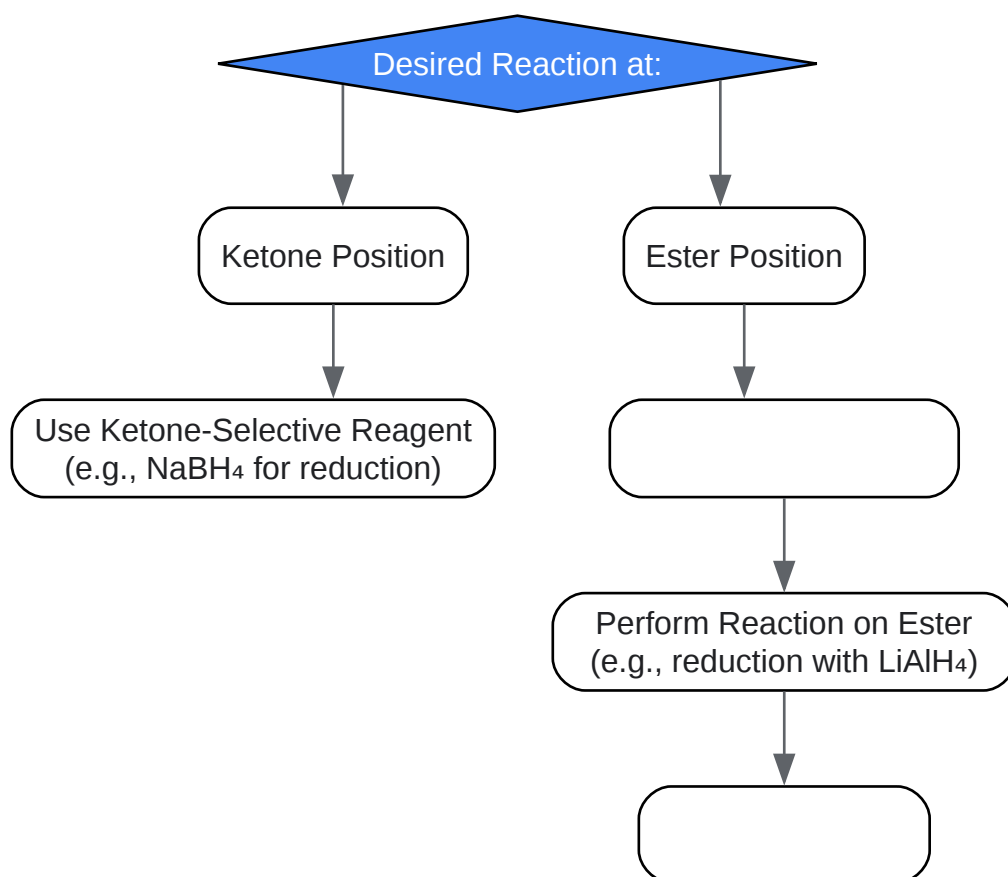 Desired Reaction at:
Ketone Position
Ester Position
Use Ketone-Selective Reagent
(e.g., NaBH₄ for reduction)
Perform Reaction on Ester
(e.g., reduction with LiAlH₄)